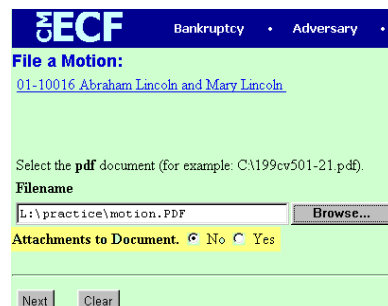 CM ECF Bankruptcy • Adversary •
File a Motion:
01-10016 Abraham Lincoln and Mary Lincoln
Select the pdf document (for example: C:\199cv501-21.pdf).
Filename
L:\practice\motion.PDF Browse...
Attachments to Document. No Yes
Next Clear